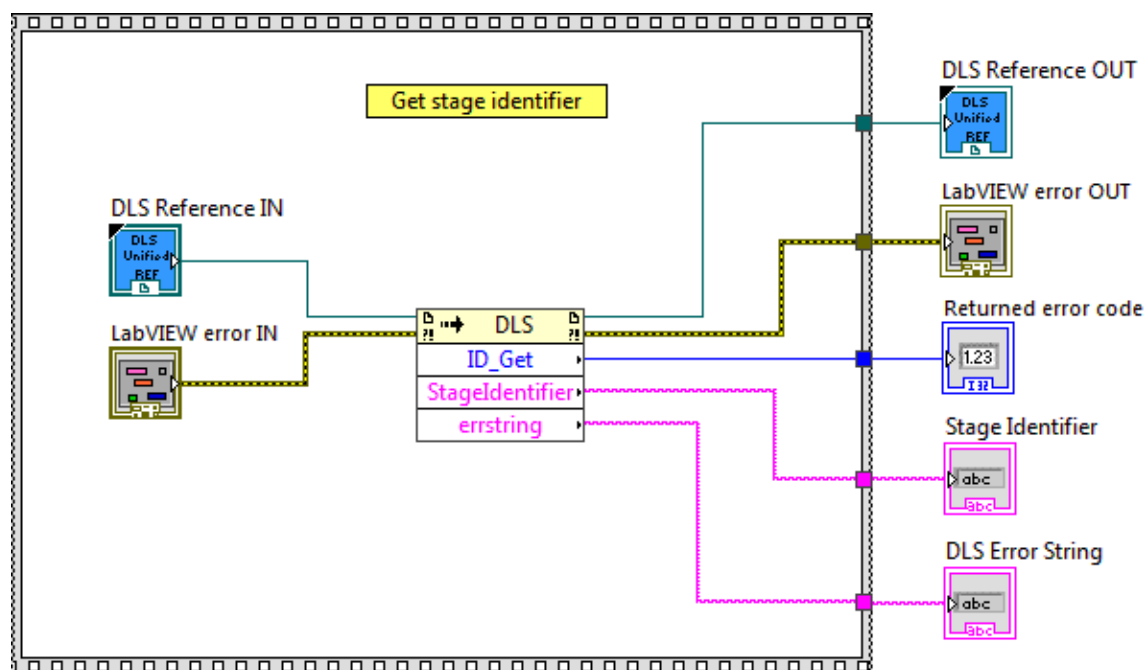 Get stage identifier
DLS Reference IN
DLS
Unified
REF
LabVIEW error IN
?! DLS ?!
ID_Get
StageIdentifier
errstring
DLS Reference OUT
DLS
Unified
REF
LabVIEW error OUT
Returned error code
1.23
I32
Stage Identifier
abc
abc
DLS Error String
abc
abc